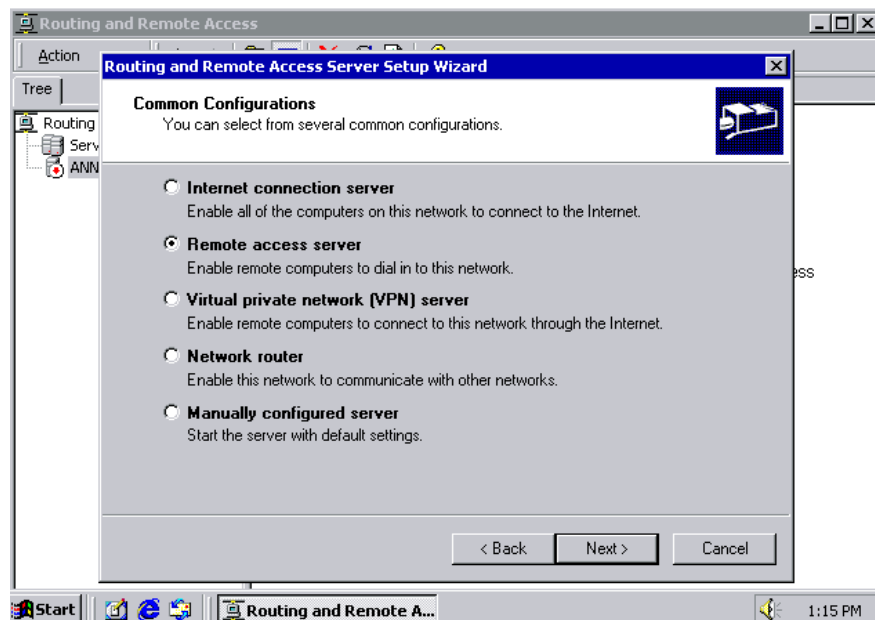 Routing and Remote Access
Action
Tree
Routing
Serv
ANN
Routing and Remote Access Server Setup Wizard
Common Configurations
You can select from several common configurations.
Internet connection server
Enable all of the computers on this network to connect to the Internet.
Remote access server
Enable remote computers to dial in to this network.
Virtual private network (VPN) server
Enable remote computers to connect to this network through the Internet.
Network router
Enable this network to communicate with other networks.
Manually configured server
Start the server with default settings.
ess
< Back
Next >
Cancel
Start
Routing and Remote A...
1:15 PM